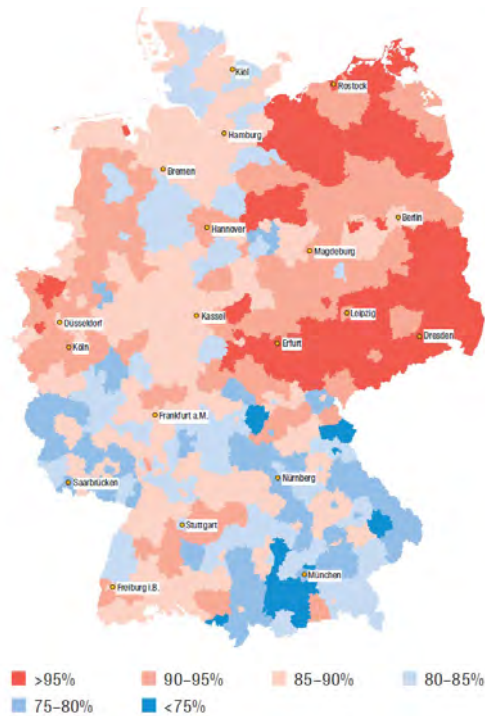 Kiel
Rostock
Hamburg
Bremen
Berlin
Hannover
Magdeburg
Düsseldorf
Kassel
Leipzig
Köln
Erfurt
Dresden
Frankfurt a.M.
Saarbrücken
Nürnberg
Stuttgart
München
Freiburg i.B.
>95% 90–95% 85–90% 80–85%
75–80% <75%